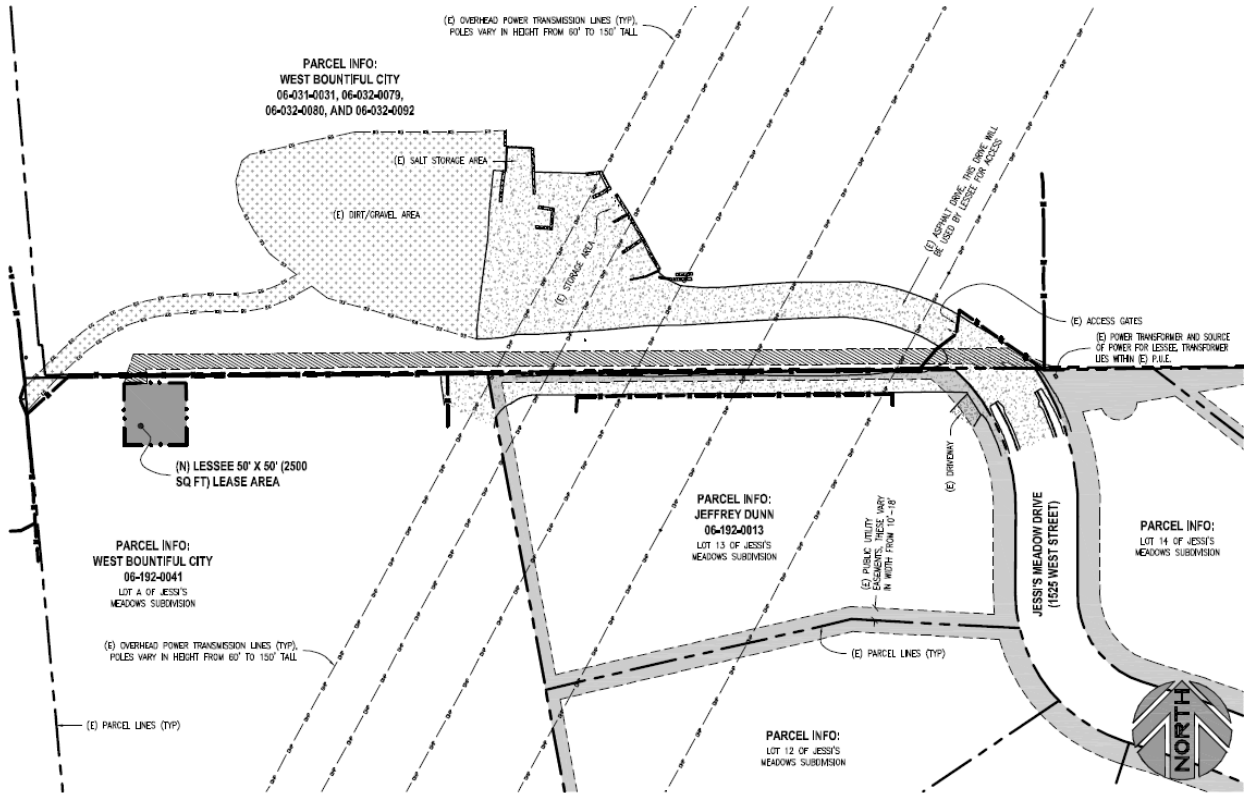 (E) OVERHEAD POWER TRANSMISSION LINES (TYP),
POLES VARY IN HEIGHT FROM 60' TO 150' TALL
PARCEL INFO:
WEST BOUNTIFUL CITY
06-031-0031, 06-032-0079,
06-032-0080, AND 06-032-0092
(E) SALT STORAGE AREA
(E) DIRT/GRAVEL AREA
(E) STORAGE AREA
(E) ASPHALT DRIVE, THIS DRIVE WILL
BE USED BY LESSEE FOR ACCESS
(E) ACCESS GATES
(E) POWER TRANSFORMER AND SOURCE
OF POWER FOR LESSEE, TRANSFORMER
LIES WITHIN (E) P.U.E.
(N) LESSEE 50' X 50' (2500
SQ FT) LEASE AREA
(E) DRIVEWAY
PARCEL INFO:
JEFFREY DUNN
06-192-0013
LOT 13 OF JESSI'S
MEADOWS SUBDIVISION
(E) PUBLIC UTILITY
EASEMENTS, THESE VARY
IN WIDTH FROM 10'-18'
JESSI'S MEADOW DRIVE
(1525 WEST STREET)
PARCEL INFO:
LOT 14 OF JESSI'S
MEADOWS SUBDIVISION
PARCEL INFO:
WEST BOUNTIFUL CITY
06-192-0041
LOT A OF JESSI'S
MEADOWS SUBDIVISION
(E) OVERHEAD POWER TRANSMISSION LINES (TYP),
POLES VARY IN HEIGHT FROM 60' TO 150' TALL
(E) PARCEL LINES (TYP)
(E) PARCEL LINES (TYP)
PARCEL INFO:
LOT 12 OF JESSI'S
MEADOWS SUBDIVISION
NORTH